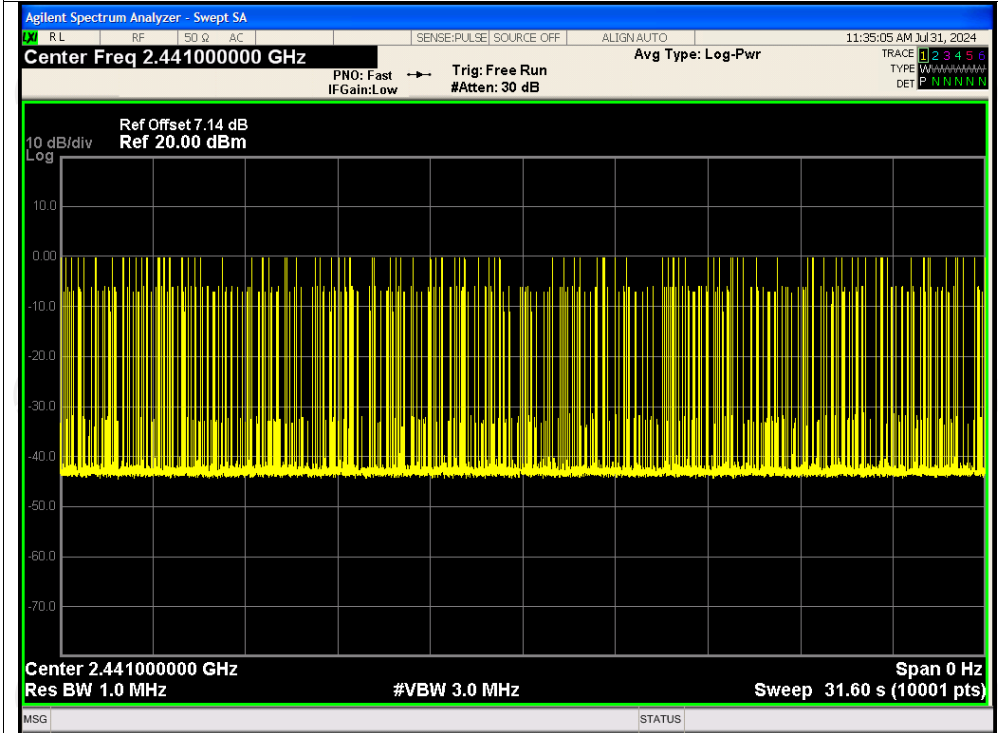 Agilent Spectrum Analyzer - Swept SA
LXI RL RF 50 Ω AC SENSE:PULSE SOURCE OFF ALIGN AUTO 11:35:05 AM Jul 31, 2024
Center Freq 2.441000000 GHz
PNO: Fast
IFGain:Low
Trig: Free Run
#Atten: 30 dB
Avg Type: Log-Pwr
TRACE 1 2 3 4 5 6
TYPE WWWWWW
DET P N N N N N
Ref Offset 7.14 dB
10 dB/div Ref 20.00 dBm
Log
10.0
0.00
-10.0
-20.0
-30.0
-40.0
-50.0
-60.0
-70.0
Center 2.441000000 GHz Span 0 Hz
Res BW 1.0 MHz #VBW 3.0 MHz Sweep 31.60 s (10001 pts)
MSG STATUS